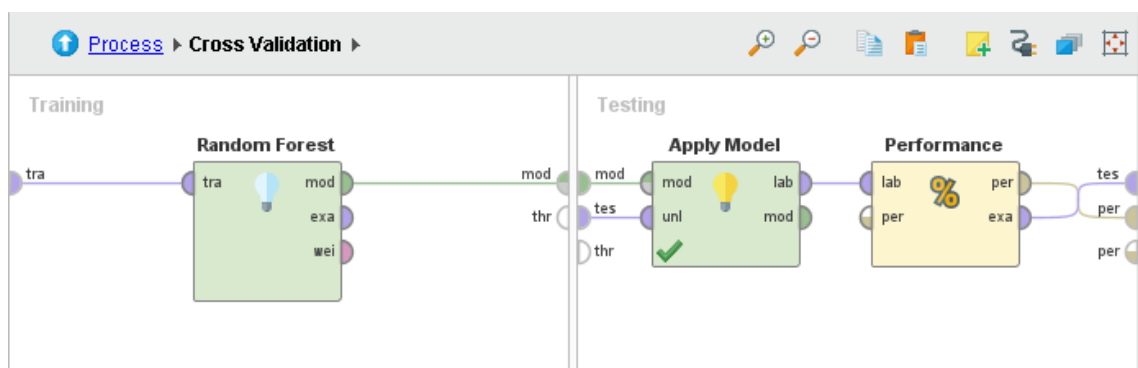 Process ▸ Cross Validation ▸
Training
Testing
Random Forest
Apply Model
Performance
tra
tra
mod
exa
wei
mod
thr
mod
tes
thr
mod
unl
lab
mod
lab
per
%
per
exa
tes
per
per